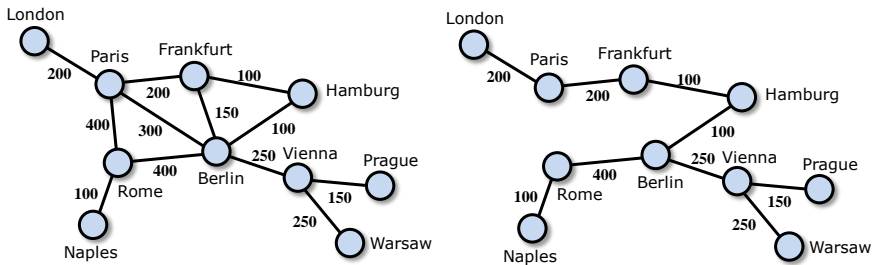 London
Paris
Frankfurt
200
200
100
Hamburg
150
400
300
100
Rome
400
Berlin
250
Vienna
Prague
100
150
250
Naples
Warsaw
London
Paris
Frankfurt
200
200
100
Hamburg
100
Rome
400
Berlin
250
Vienna
Prague
100
150
250
Naples
Warsaw